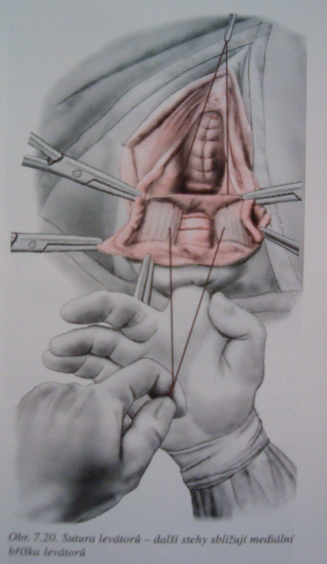 Obr. 7.20. Sutura levátorů – další stehy sbližují mediální
bříška levátorů